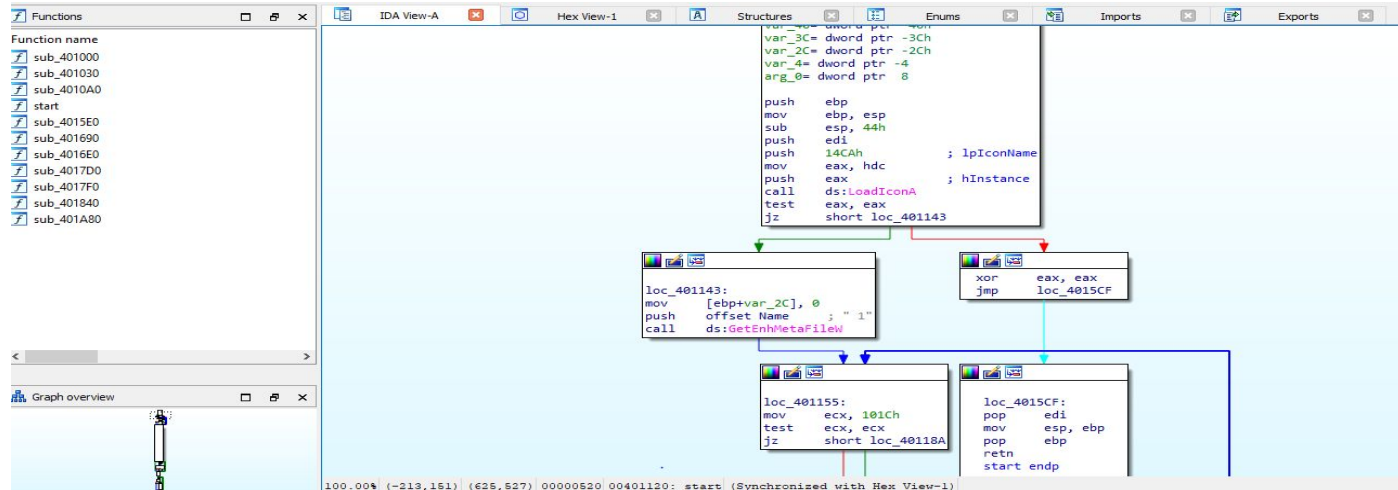 Functions
IDA View-A
Hex View-1
Structures
Enums
Imports
Exports
Function name
sub_401000
sub_401030
sub_4010A0
start
sub_4015E0
sub_401690
sub_4016E0
sub_4017D0
sub_4017F0
sub_401840
sub_401A80
Graph overview
var_3C= dword ptr -3Ch
var_2C= dword ptr -2Ch
var_4= dword ptr -4
arg_0= dword ptr  8
push    ebp
mov     ebp, esp
sub     esp, 44h
push    edi
push    14CAh            ; lpIconName
mov     eax, hdc
push    eax              ; hInstance
call    ds:LoadIconA
test    eax, eax
jz      short loc_401143
loc_401143:
mov     [ebp+var_2C], 0
push    offset Name     ; " 1"
call    ds:GetEnhMetaFileW
xor     eax, eax
jmp     loc_4015CF
loc_401155:
mov     ecx, 101Ch
test    ecx, ecx
jz      short loc_40118A
loc_4015CF:
pop     edi
mov     esp, ebp
pop     ebp
retn
start endp
100.00% (-213,151) (625,527) 00000520 00401120: start (Synchronized with Hex View-1)